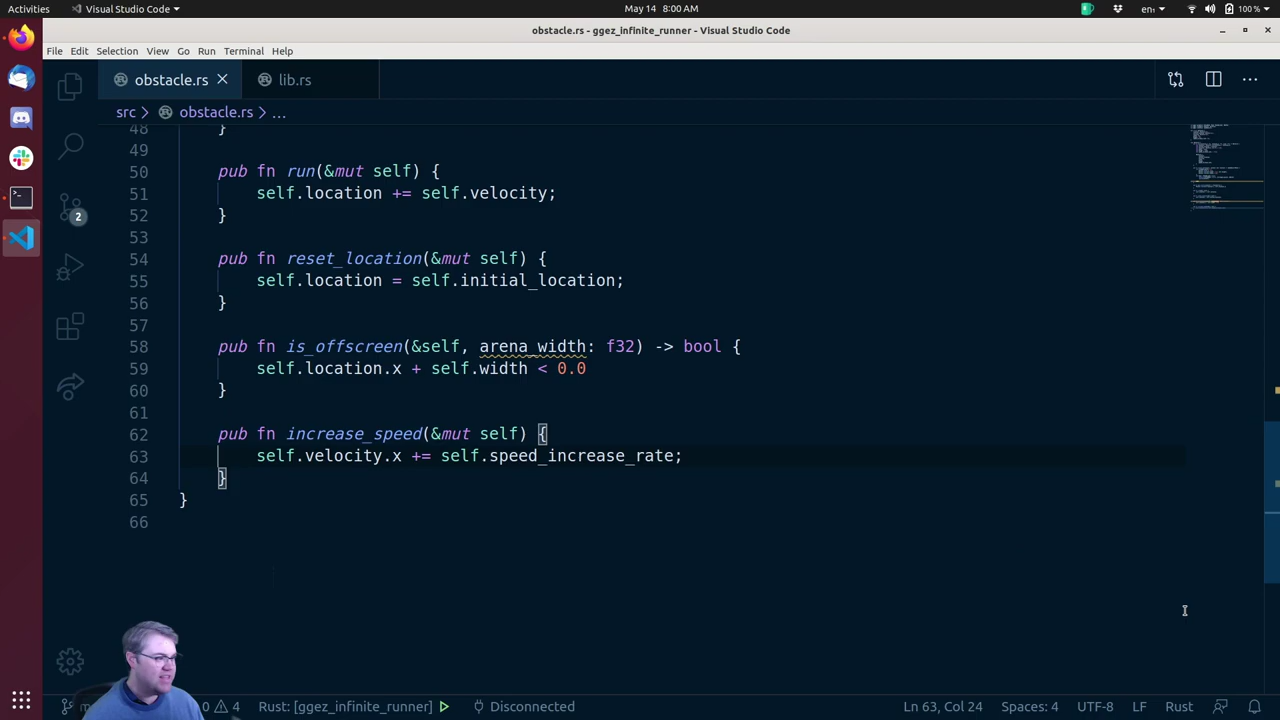 Activities Visual Studio Code May 14 8:00 AM en 100 %
obstacle.rs - ggez_infinite_runner - Visual Studio Code
File Edit Selection View Go Run Terminal Help
obstacle.rs lib.rs
src obstacle.rs …
48 }
49
50 pub fn run(&mut self) {
51 self.location += self.velocity;
52 }
53
54 pub fn reset_location(&mut self) {
55 self.location = self.initial_location;
56 }
57
58 pub fn is_offscreen(&self, arena_width: f32) -> bool {
59 self.location.x + self.width < 0.0
60 }
61
62 pub fn increase_speed(&mut self) {
63 self.velocity.x += self.speed_increase_rate;
64 }
65 }
66
2
0 4 Rust: [ggez_infinite_runner] Disconnected Ln 63, Col 24 Spaces: 4 UTF-8 LF Rust